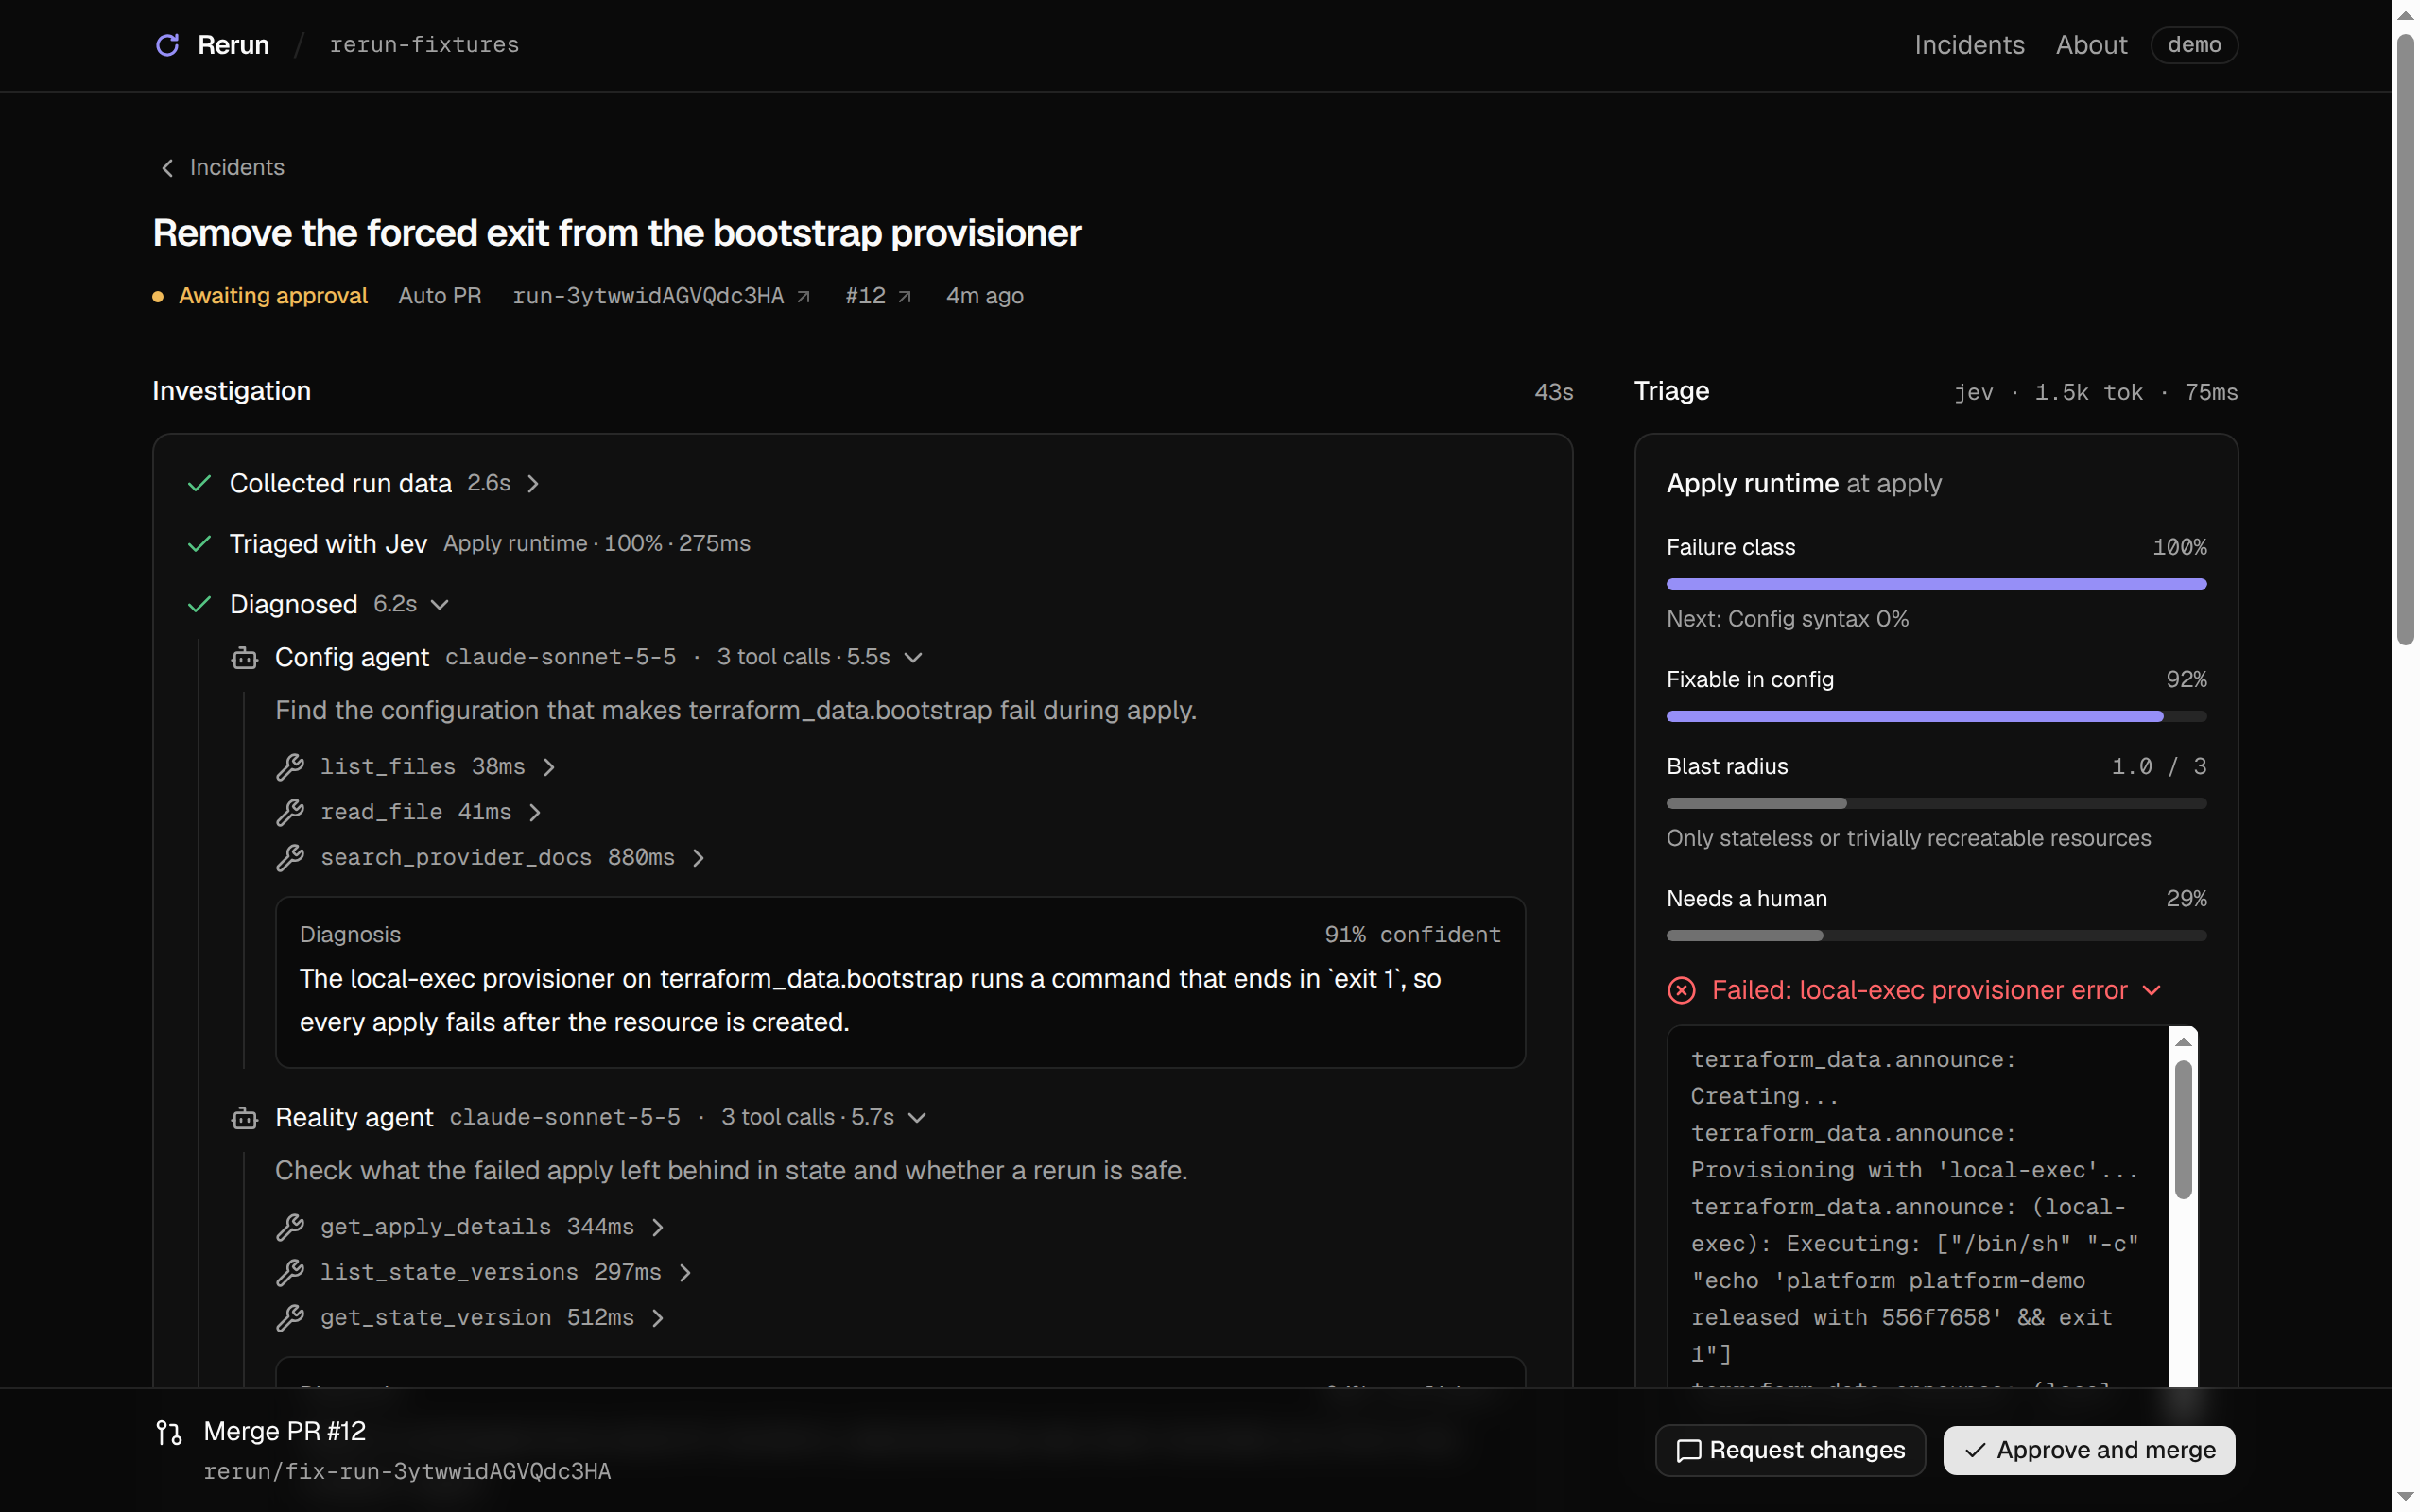 Rerun / rerun-fixtures
Incidents About demo
Incidents
Remove the forced exit from the bootstrap provisioner
Awaiting approval Auto PR run-3ytwwidAGVQdc3HA #12 4m ago
Investigation 43s
Collected run data 2.6s
Triaged with Jev Apply runtime · 100% · 275ms
Diagnosed 6.2s
Config agent claude-sonnet-5-5 · 3 tool calls · 5.5s
Find the configuration that makes terraform_data.bootstrap fail during apply.
list_files 38ms
read_file 41ms
search_provider_docs 880ms
Diagnosis 91% confident
The local-exec provisioner on terraform_data.bootstrap runs a command that ends in `exit 1`, so
every apply fails after the resource is created.
Reality agent claude-sonnet-5-5 · 3 tool calls · 5.7s
Check what the failed apply left behind in state and whether a rerun is safe.
get_apply_details 344ms
list_state_versions 297ms
get_state_version 512ms
Triage jev · 1.5k tok · 75ms
Apply runtime at apply
Failure class 100%
Next: Config syntax 0%
Fixable in config 92%
Blast radius 1.0 / 3
Only stateless or trivially recreatable resources
Needs a human 29%
Failed: local-exec provisioner error
terraform_data.announce:
Creating...
terraform_data.announce:
Provisioning with 'local-exec'...
terraform_data.announce: (local-
exec): Executing: ["/bin/sh" "-c"
"echo 'platform platform-demo
released with 556f7658' && exit
1"]
Merge PR #12
rerun/fix-run-3ytwwidAGVQdc3HA
Request changes
Approve and merge